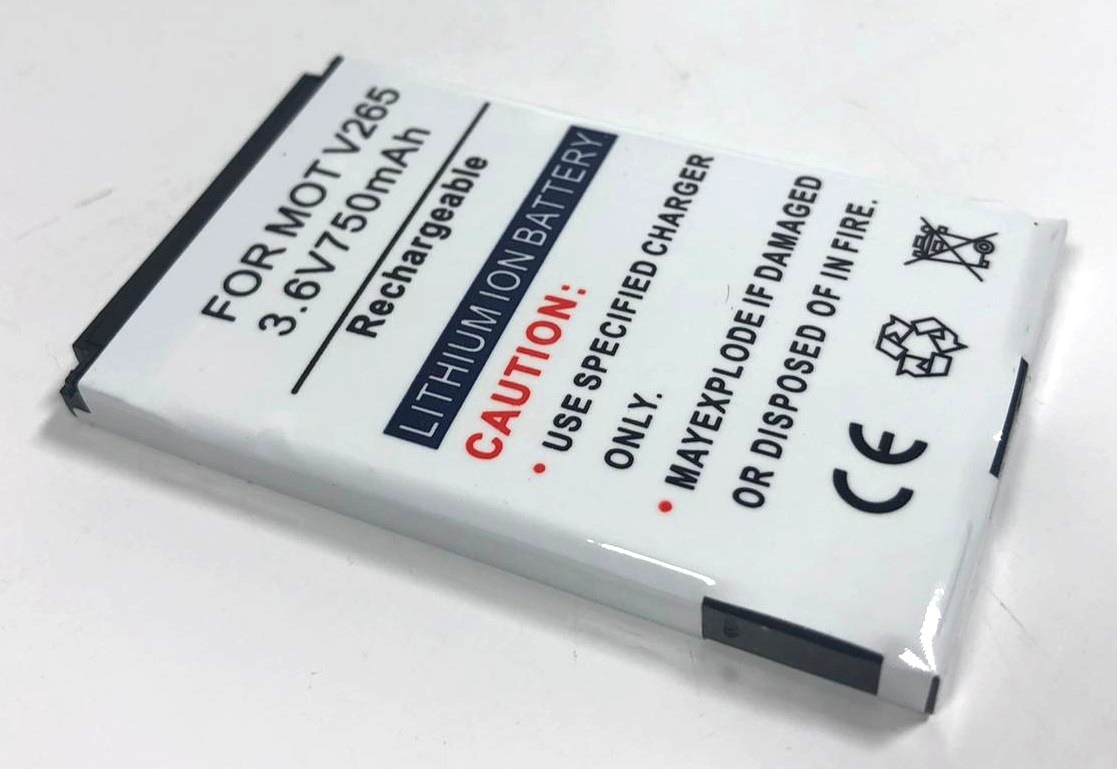 FOR MOT V265
3.6V750mAh
Rechargeable
LITHIUM ION BATTERY.
CAUTION:
• USE SPECIFIED CHARGER
ONLY.
• MAYEXPLODE IF DAMAGED
OR DISPOSED OF IN FIRE.
CE